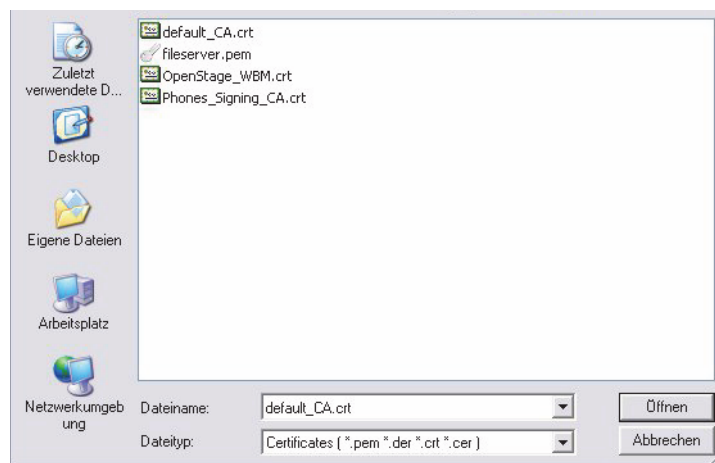 Zuletzt
verwendete D...
Desktop
Eigene Dateien
Arbeitsplatz
Netzwerkumgeb
ung
default_CA.crt
fileserver.pem
OpenStage_WBM.crt
Phones_Signing_CA.crt
Dateiname:
default_CA.crt
Öffnen
Dateityp:
Certificates ( *.pem *.der *.crt *.cer )
Abbrechen